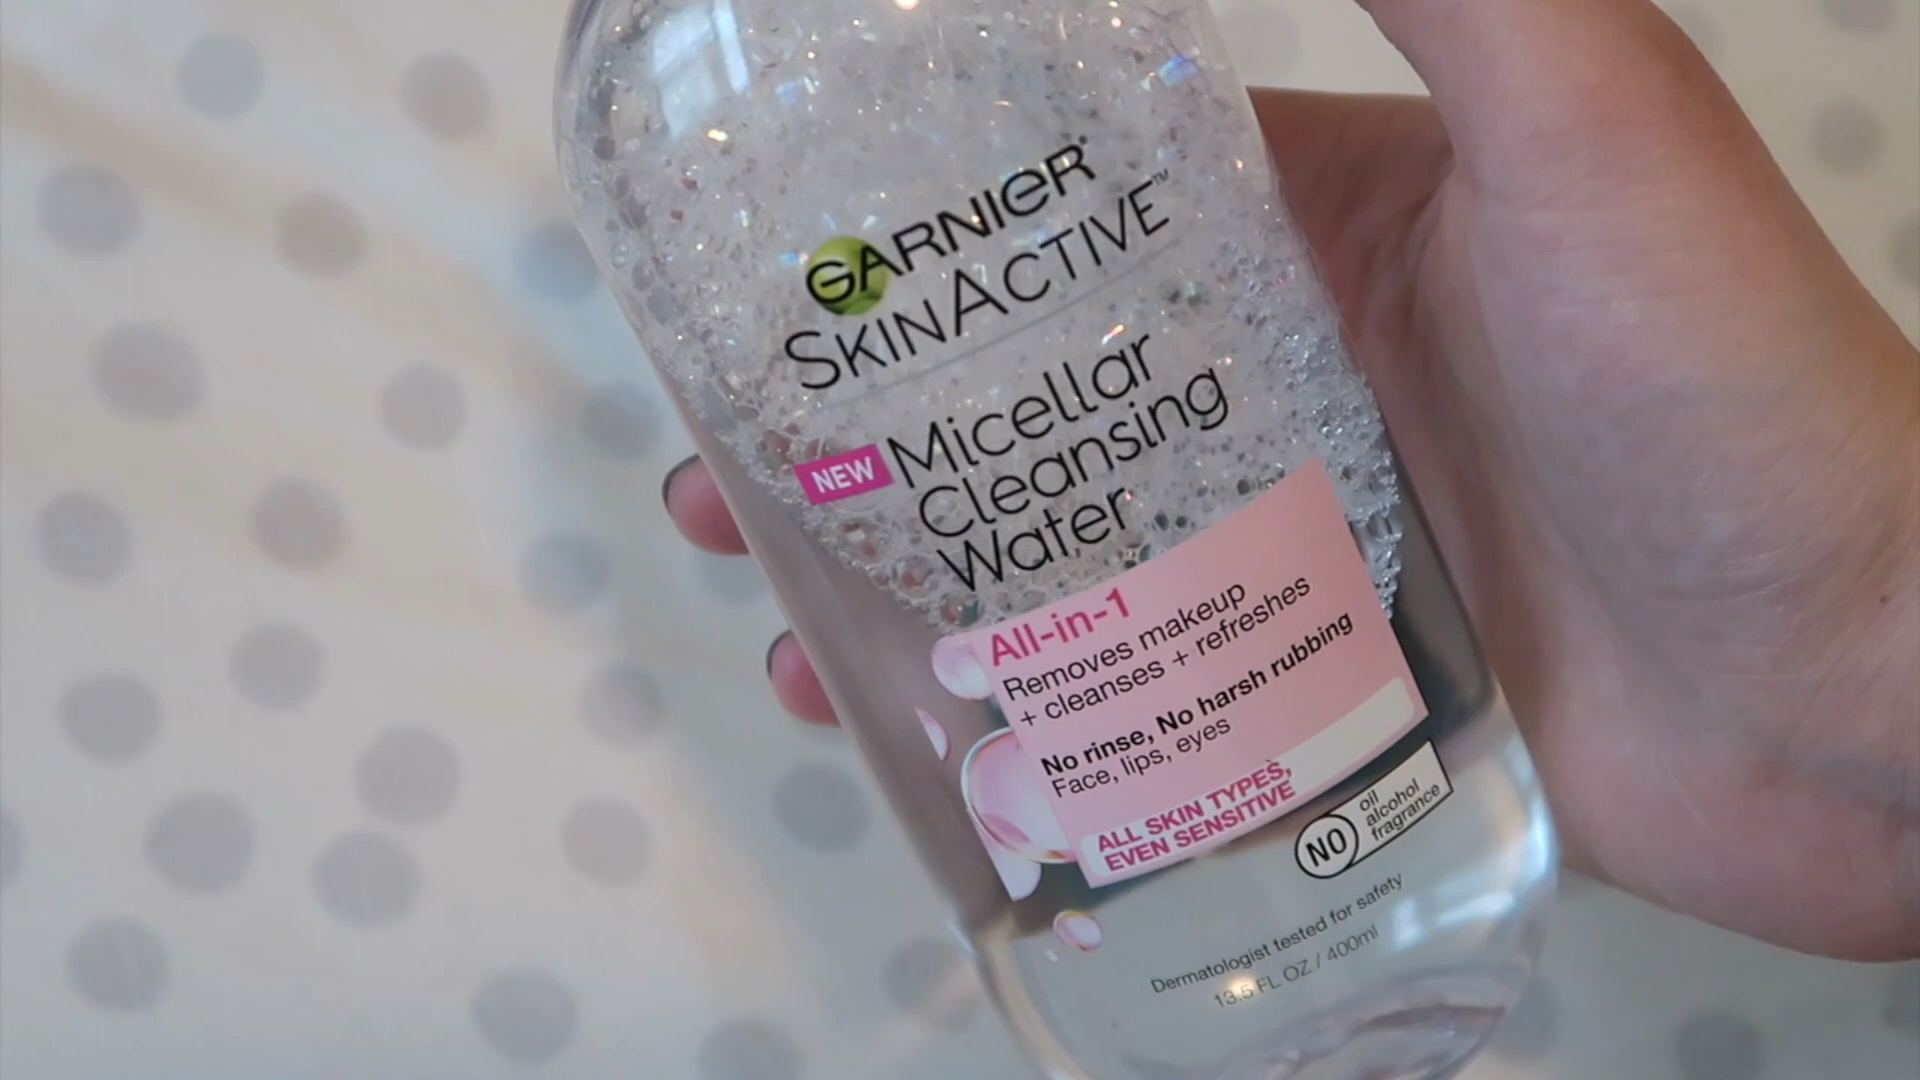 GARNIER
SKINACTIVE™
NEW
Micellar
Cleansing
Water
All-in-1
Removes makeup
+ cleanses + refreshes
No rinse, No harsh rubbing
Face, lips, eyes
ALL SKIN TYPES,
EVEN SENSITIVE
NO
oil
alcohol
fragrance
Dermatologist tested for safety
13.5 FL OZ / 400ml